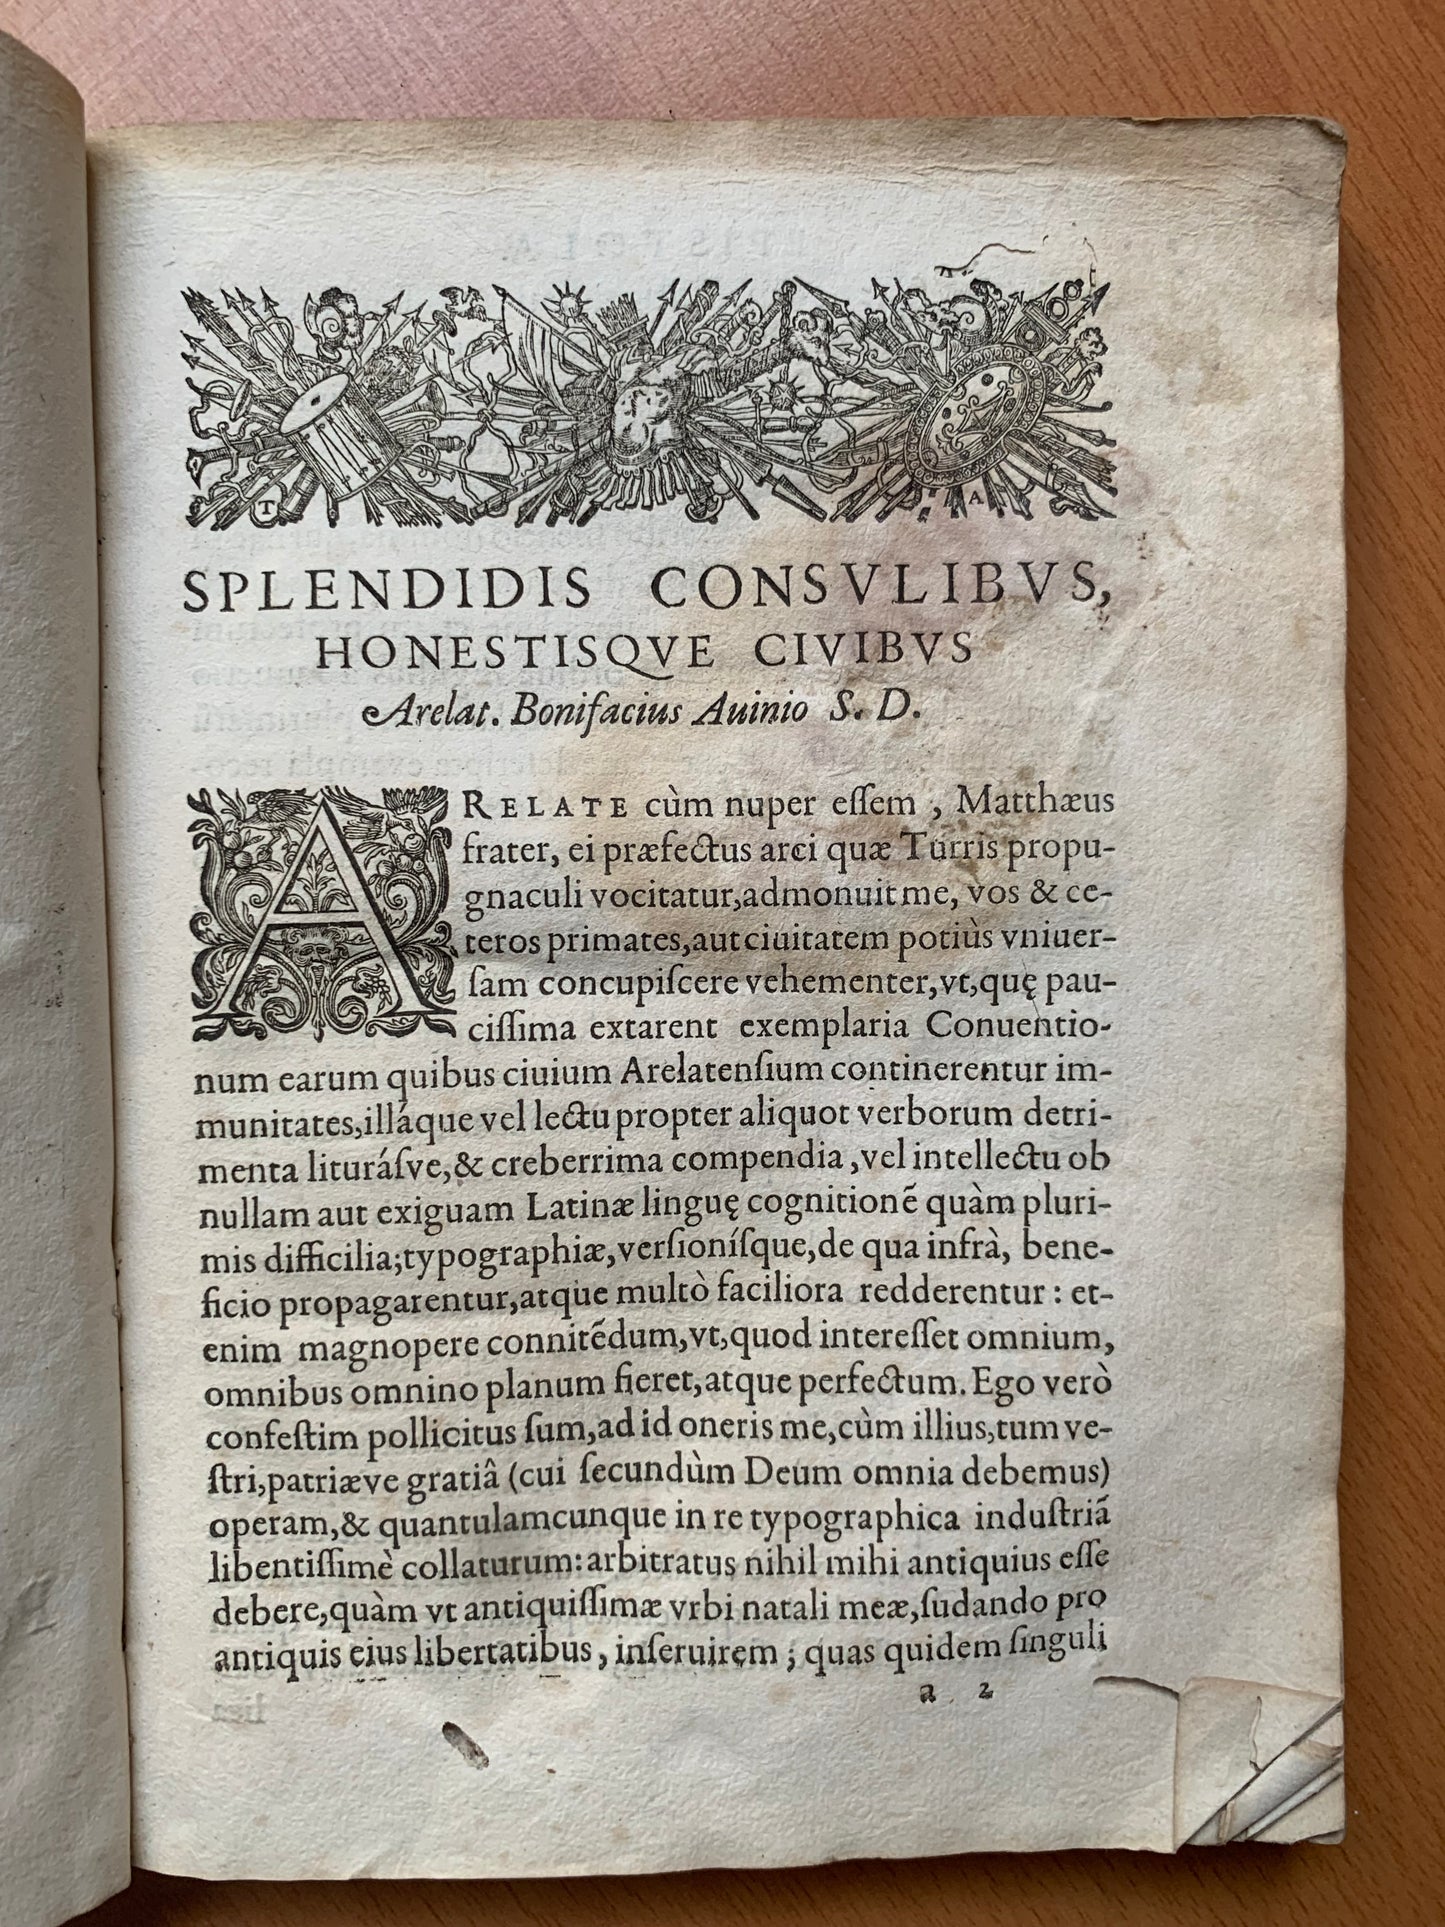 T
A
SPLENDIDIS CONSVLIBVS,
HONESTISQVE CIVIBVS
Arelat. Bonifacius Auinio S. D.
ARELATE cùm nuper eſſem, Matthæus
frater, ei præfectus arci quæ Turris propu-
gnaculi vocitatur, admonuit me, vos & ce-
teros primates, aut ciuitatem potiùs vniuer-
ſam concupiſcere vehementer, vt, quę pau-
ciſſima extarent exemplaria Conuentio-
num earum quibus ciuium Arelatenſium continerentur im-
munitates, illáque vel lectu propter aliquot verborum detri-
menta lituráſve, & creberrima compendia, vel intellectu ob
nullam aut exiguam Latinæ linguę cognitionẽ quàm pluri-
mis difficilia; typographiæ, verſioníſque, de qua infrà, bene-
ficio propagarentur, atque multò faciliora redderentur: et-
enim magnopere connitẽdum, vt, quod intereſſet omnium,
omnibus omnino planum fieret, atque perfectum. Ego verò
confeſtim pollicitus ſum, ad id oneris me, cùm illius, tum ve-
ſtri, patriæve gratiâ (cui ſecundùm Deum omnia debemus)
operam, & quantulamcunque in re typographica induſtriã
libentiſſimè collaturum: arbitratus nihil mihi antiquius eſſe
debere, quàm vt antiquiſſimæ vrbi natali meæ, ſudando pro
antiquis eius libertatibus, inſeruirem; quas quidem ſinguli
a 2